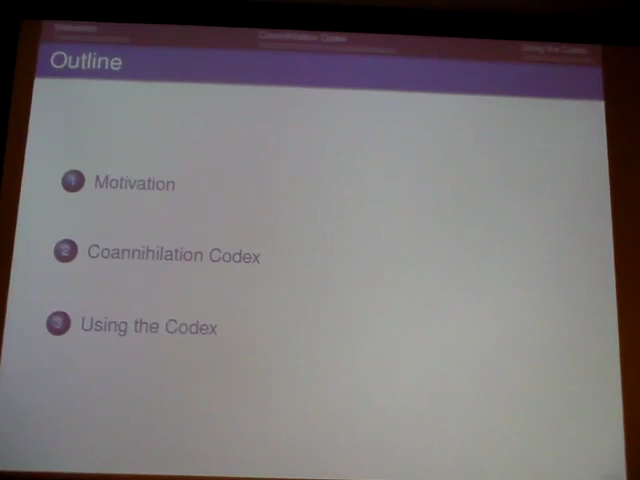 Motivation
Coannihilation Codex
Using the Codex
Outline
1 Motivation
2 Coannihilation Codex
3 Using the Codex